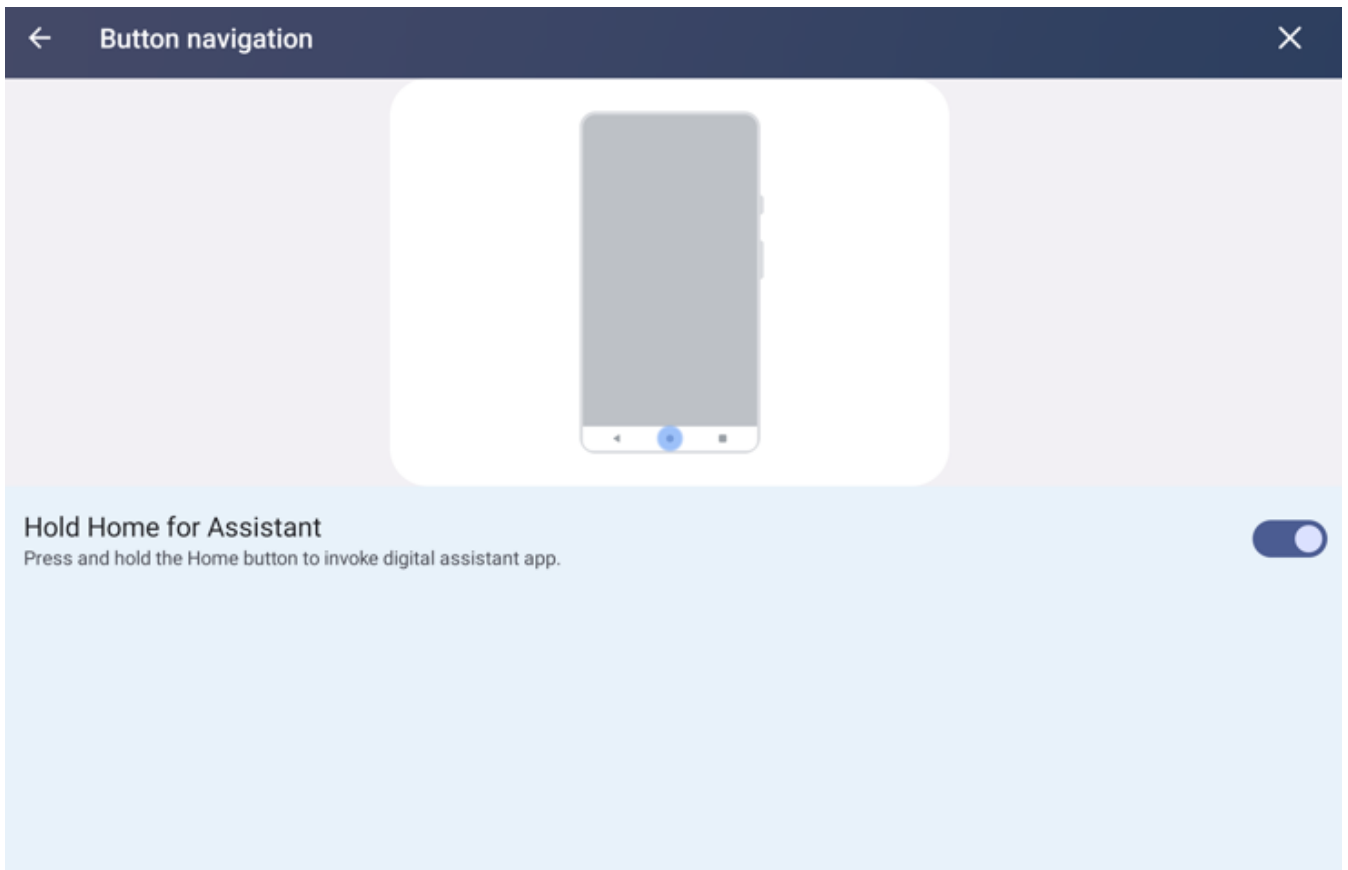 Button navigation
Hold Home for Assistant
Press and hold the Home button to invoke digital assistant app.